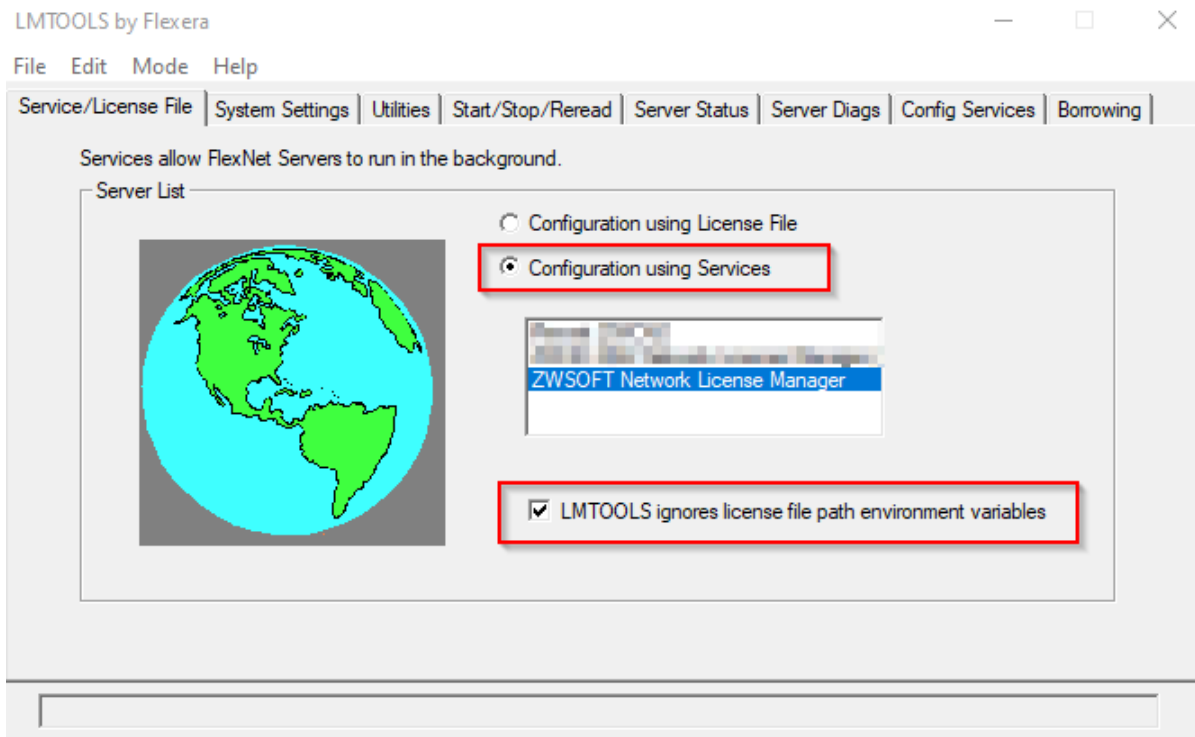 LMTOOLS by Flexera
File Edit Mode Help
Service/License File System Settings Utilities Start/Stop/Reread Server Status Server Diags Config Services Borrowing
Services allow FlexNet Servers to run in the background.
Server List
Configuration using License File
Configuration using Services
ZWSOFT Network License Manager
LMTOOLS ignores license file path environment variables